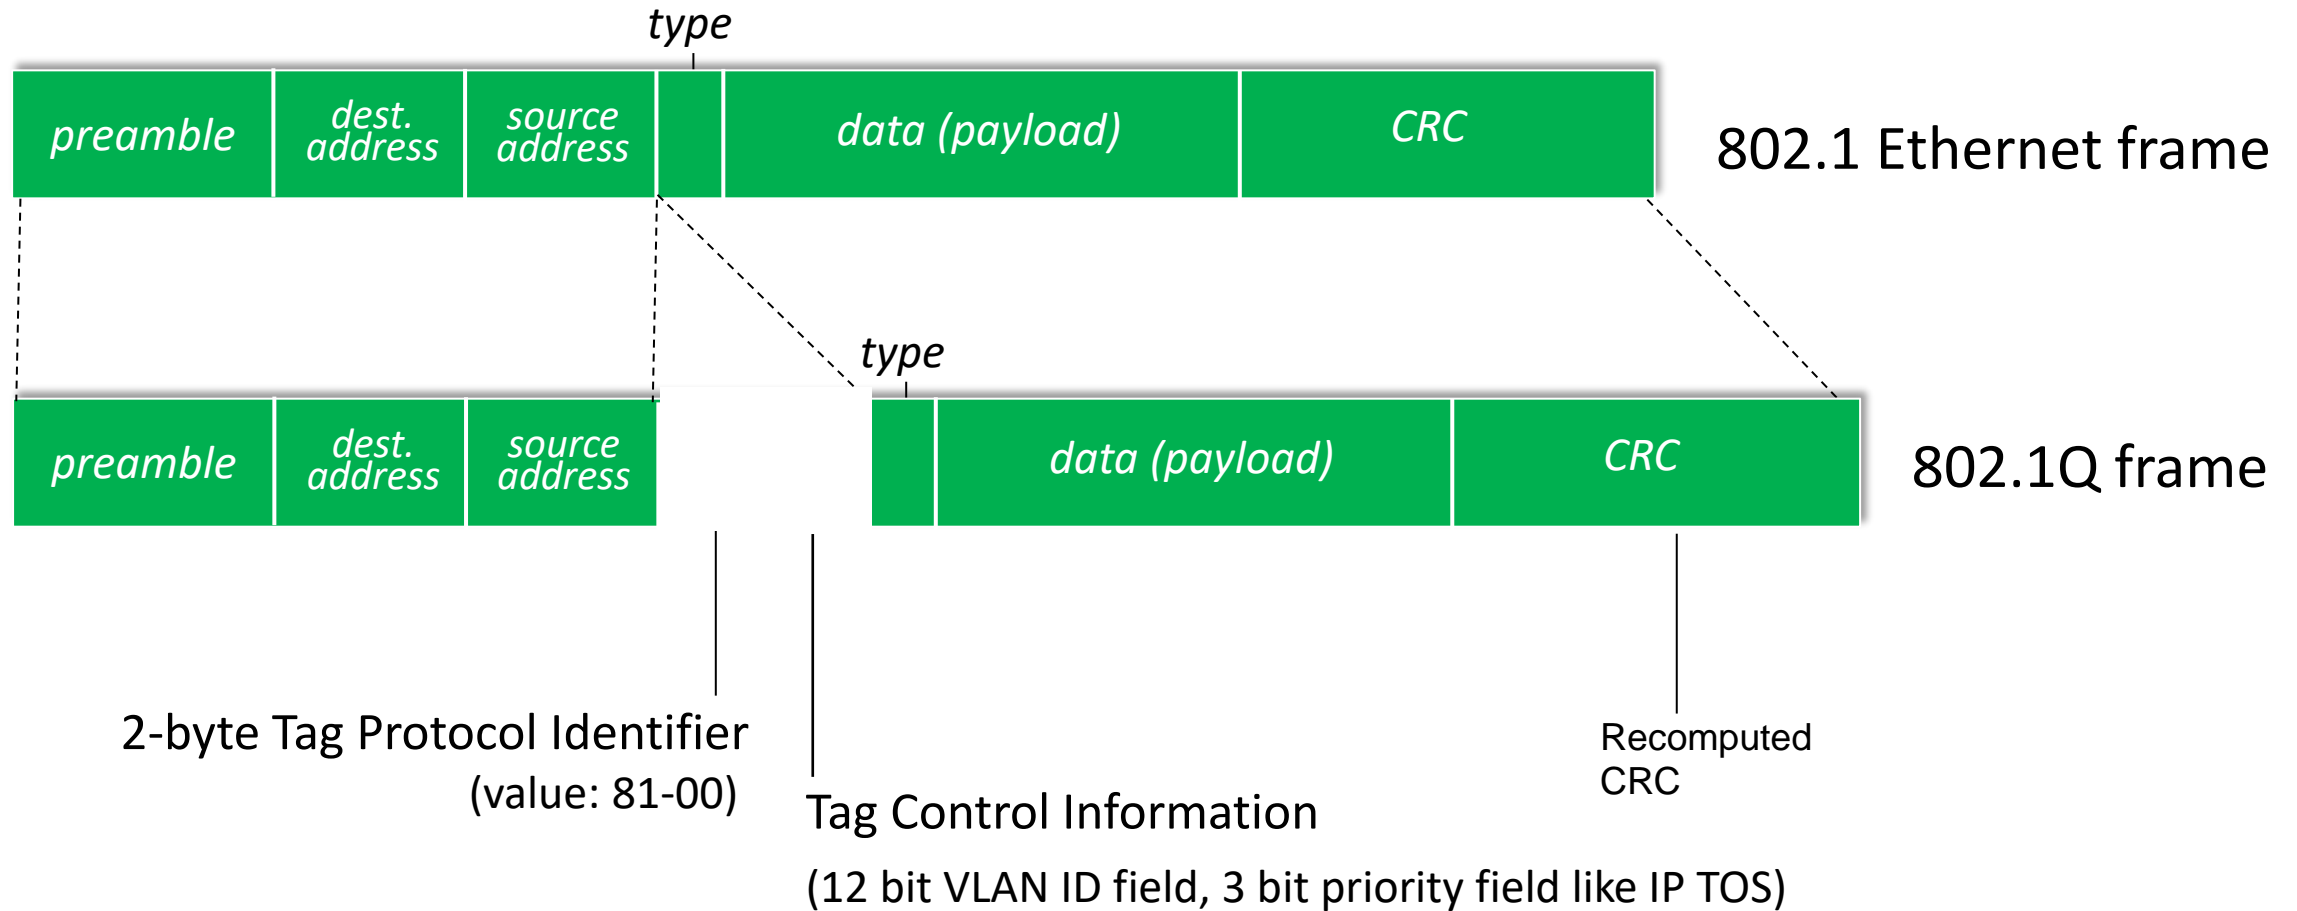 type
preamble
dest.
address
source
address
data (payload)
CRC
802.1 Ethernet frame
type
preamble
dest.
address
source
address
data (payload)
CRC
802.1Q frame
2-byte Tag Protocol Identifier
(value: 81-00)
Recomputed
CRC
Tag Control Information
(12 bit VLAN ID field, 3 bit priority field like IP TOS)